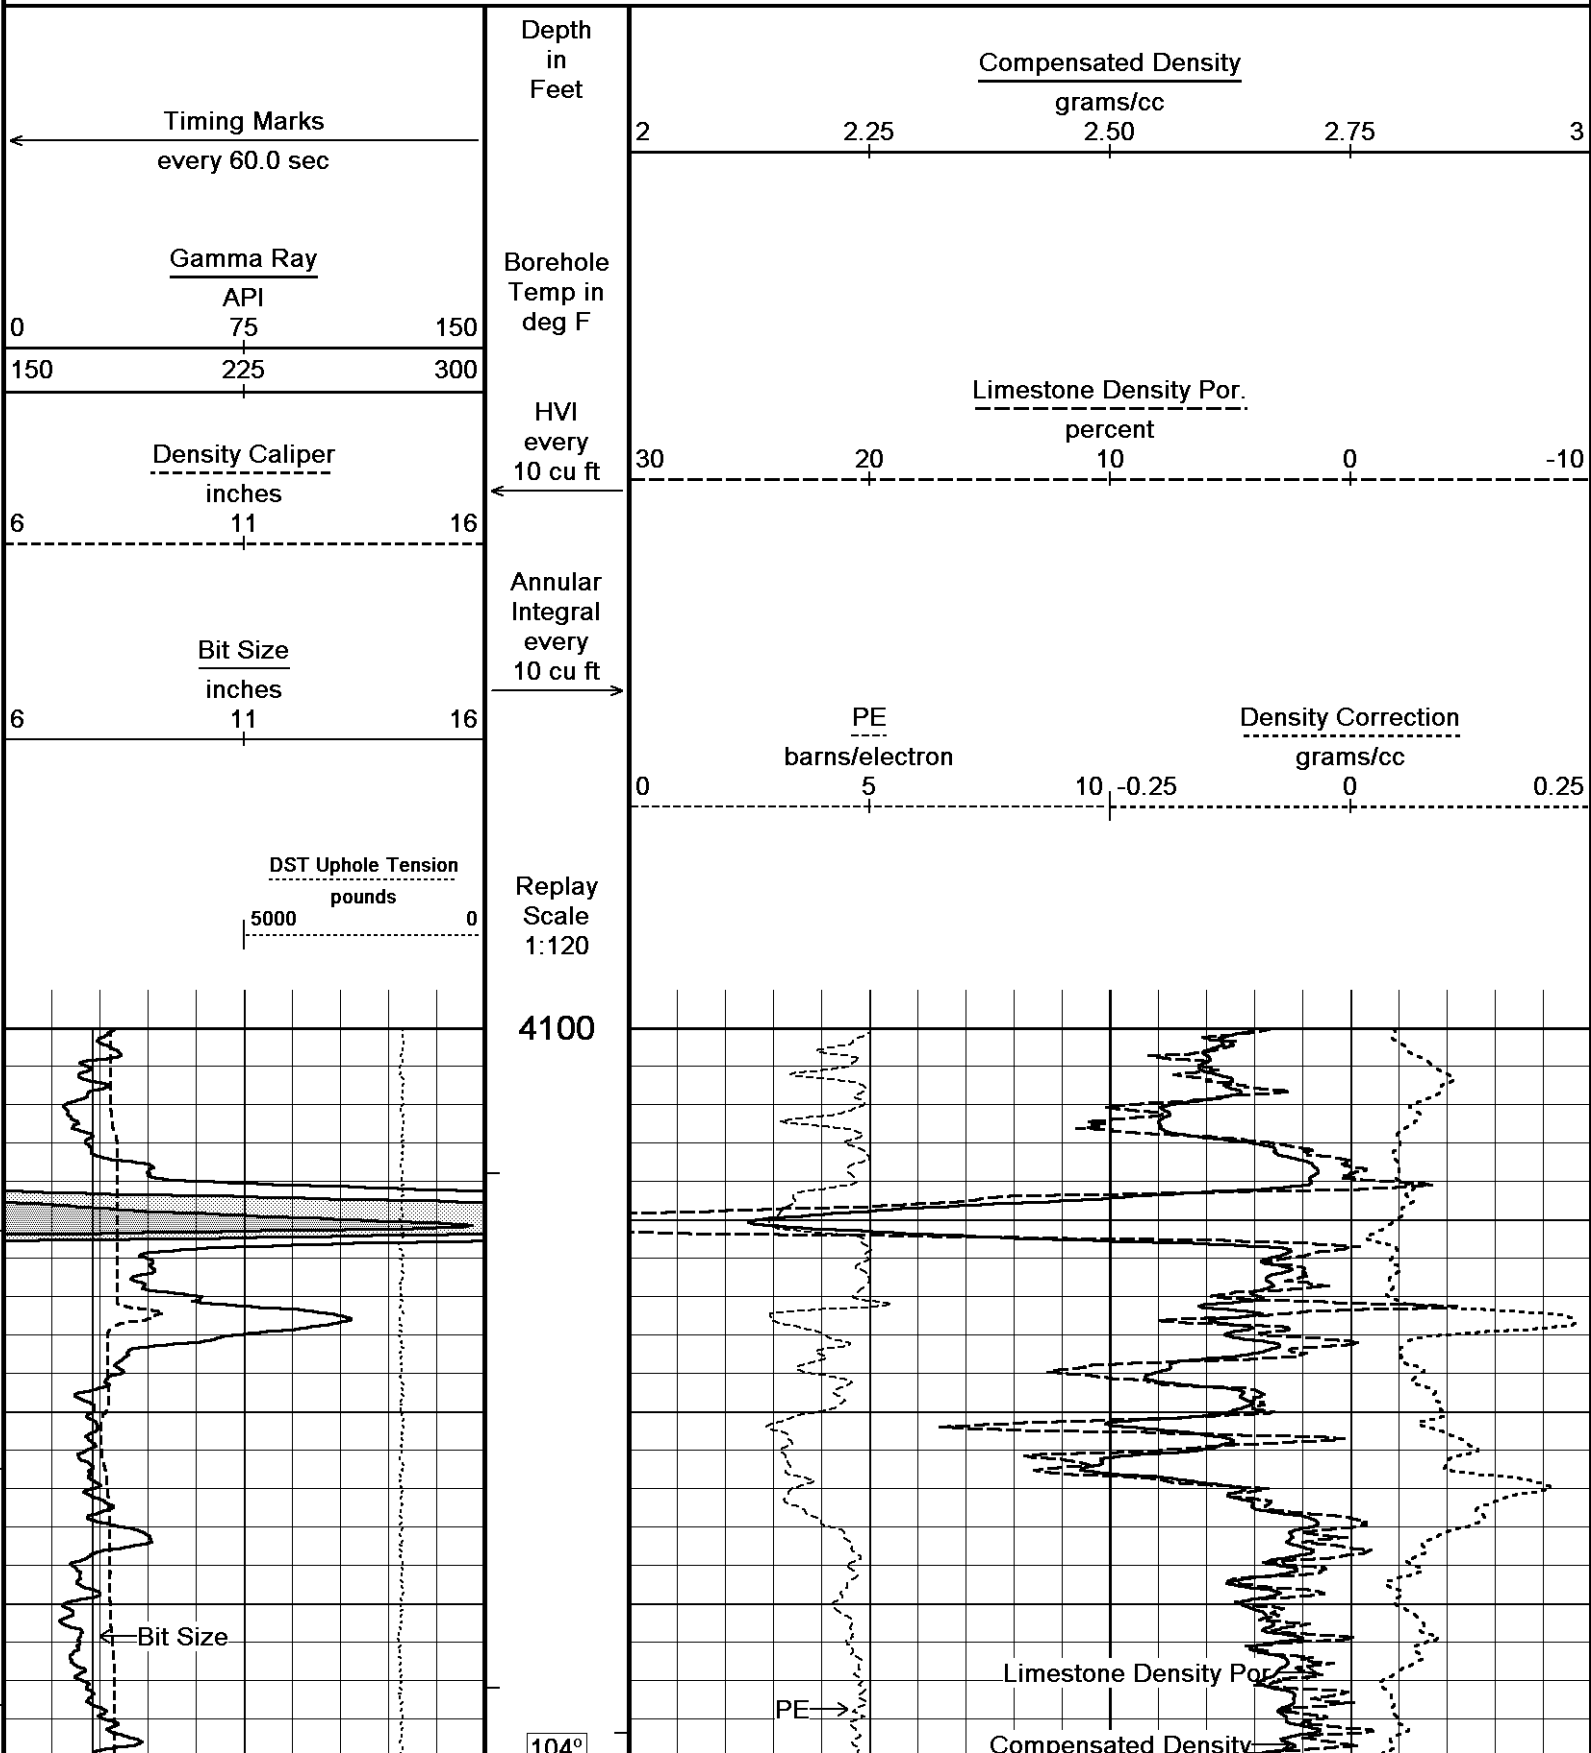 Timing Marks
every 60.0 sec
Gamma Ray
API
0 75 150
150 225 300
Density Caliper
inches
6 11 16
Bit Size
inches
6 11 16
DST Uphole Tension
pounds
5000 0
Depth
in
Feet
Borehole
Temp in
deg F
HVI
every
10 cu ft
Annular
Integral
every
10 cu ft
Replay
Scale
1:120
Compensated Density
grams/cc
2 2.25 2.50 2.75 3
Limestone Density Por.
percent
30 20 10 0 -10
PE
barns/electron
0 5 10
Density Correction
grams/cc
-0.25 0 0.25
4100
Bit Size
Limestone Density Por
PE
104°
Compensated Density